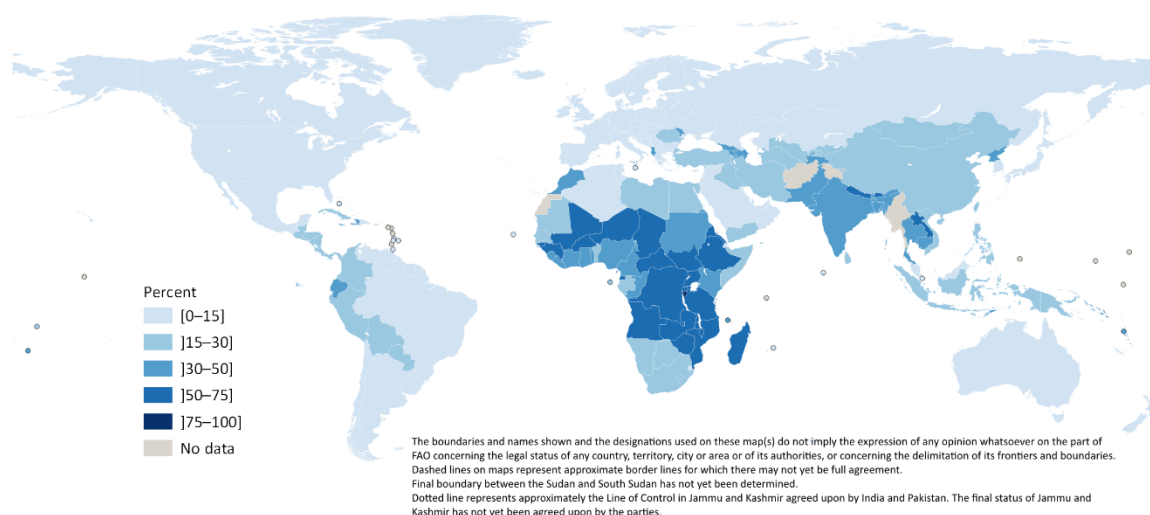 Percent
[0–15]
]15–30]
]30–50]
]50–75]
]75–100]
No data
The boundaries and names shown and the designations used on these map(s) do not imply the expression of any opinion whatsoever on the part of
FAO concerning the legal status of any country, territory, city or area or of its authorities, or concerning the delimitation of its frontiers and boundaries.
Dashed lines on maps represent approximate border lines for which there may not yet be full agreement.
Final boundary between the Sudan and South Sudan has not yet been determined.
Dotted line represents approximately the Line of Control in Jammu and Kashmir agreed upon by India and Pakistan. The final status of Jammu and
Kashmir has not yet been agreed upon by the parties.